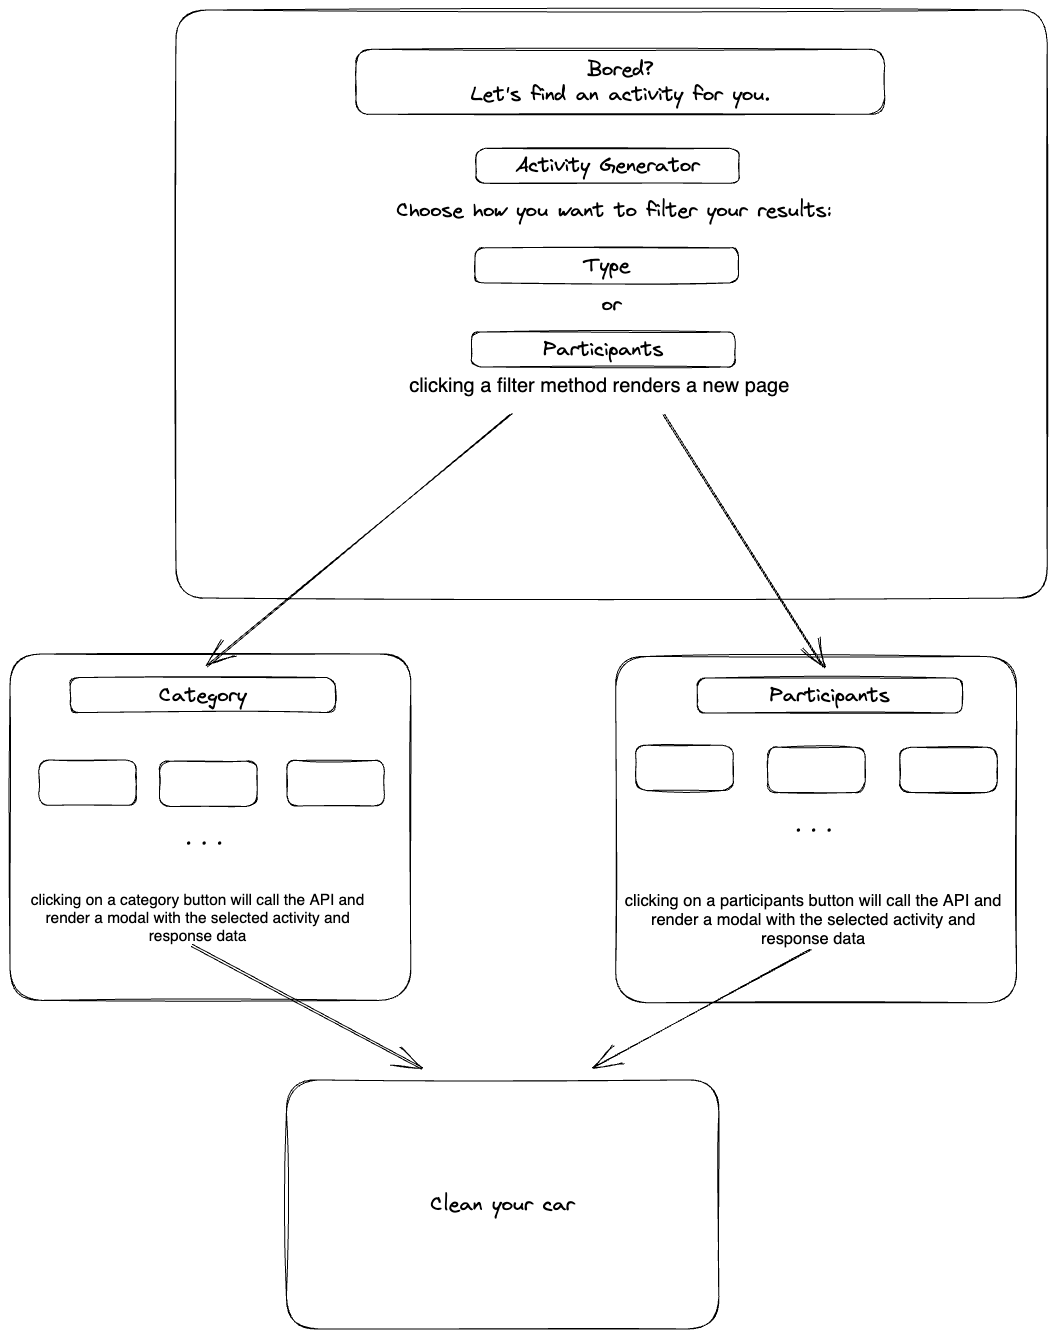 Bored?
Let's find an activity for you.
Activity Generator
Choose how you want to filter your results:
Type
or
Participants
clicking a filter method renders a new page
Category
. . .
clicking on a category button will call the API and
render a modal with the selected activity and
response data
Participants
. . .
clicking on a participants button will call the API and
render a modal with the selected activity and
response data
Clean your car